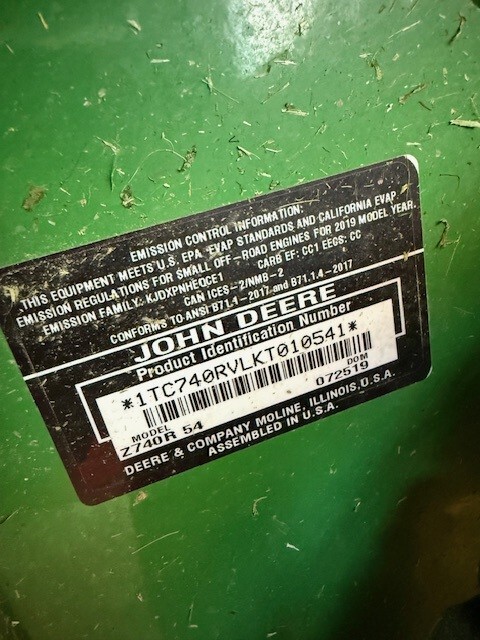 EMISSION CONTROL INFORMATION:
THIS EQUIPMENT MEETS U.S. EPA EVAP STANDARDS AND CALIFORNIA EVAP
EMISSION REGULATIONS FOR SMALL OFF-ROAD ENGINES FOR 2019 MODEL YEAR.
EMISSION FAMILY: KJDXPNHEQCE1 CARB EF: CC1 EECS: CC
CAN ICES-2/NMB-2
CONFORMS TO ANSI B71.4-2017 and B71.1.4-2017
JOHN DEERE
Product Identification Number
*1TC740RVLKT010541*
MODEL DOM
Z740R 54 072519
DEERE & COMPANY MOLINE, ILLINOIS, U.S.A.
ASSEMBLED IN U.S.A.